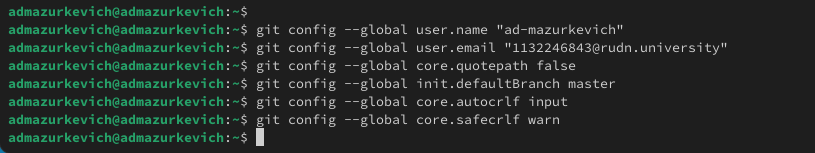 admazurkevich@admazurkevich:~$
admazurkevich@admazurkevich:~$ git config --global user.name "ad-mazurkevich"
admazurkevich@admazurkevich:~$ git config --global user.email "1132246843@rudn.university"
admazurkevich@admazurkevich:~$ git config --global core.quotepath false
admazurkevich@admazurkevich:~$ git config --global init.defaultBranch master
admazurkevich@admazurkevich:~$ git config --global core.autocrlf input
admazurkevich@admazurkevich:~$ git config --global core.safecrlf warn
admazurkevich@admazurkevich:~$